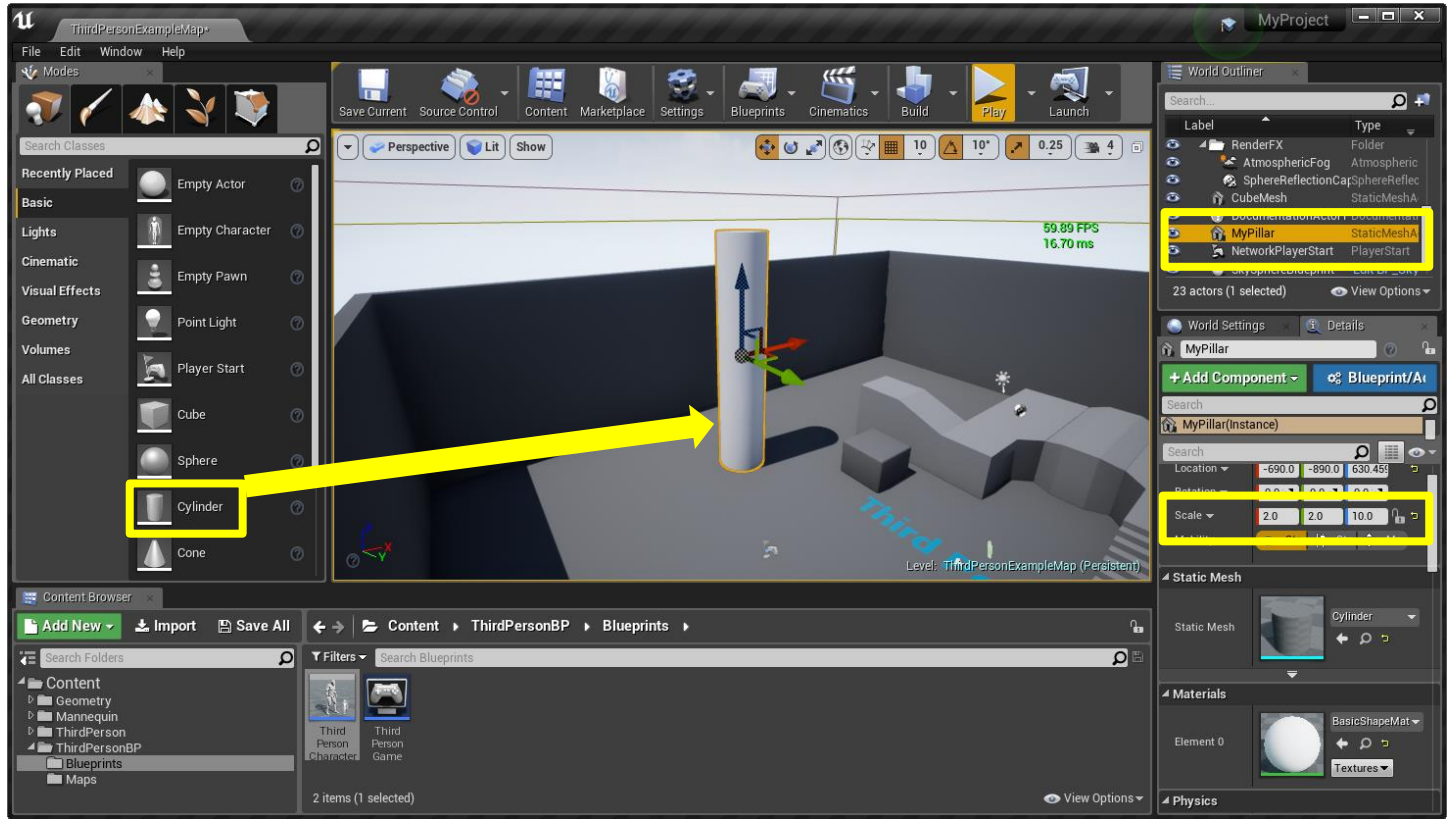 ThirdPersonExampleMap*
MyProject
File Edit Window Help
Modes
Search Classes
Recently Placed
Basic
Lights
Cinematic
Visual Effects
Geometry
Volumes
All Classes
Empty Actor
Empty Character
Empty Pawn
Point Light
Player Start
Cube
Sphere
Cylinder
Cone
Save Current Source Control Content Marketplace Settings Blueprints Cinematics Build Play Launch
Perspective Lit Show 10 10° 0.25 4
59.89 FPS
16.70 ms
Third
X
Y
Level: ThirdPersonExampleMap (Persistent)
World Outliner
Search...
Label Type
RenderFX Folder
AtmosphericFog Atmospheric
SphereReflectionCap SphereReflec
CubeMesh StaticMeshA
MyPillar StaticMeshA
NetworkPlayerStart PlayerStart
23 actors (1 selected) View Options
World Settings Details
MyPillar
+Add Component Blueprint/A
Search
MyPillar(Instance)
Search
Location -690.0 -890.0 630.459
Scale 2.0 2.0 10.0
Static Mesh
Static Mesh Cylinder
Materials
Element 0 BasicShapeMat
Textures
Physics
Content Browser
Add New Import Save All Content ThirdPersonBP Blueprints
Search Folders
Filters Search Blueprints
Content
Geometry
Mannequin
ThirdPerson
ThirdPersonBP
Blueprints
Maps
Third
Person
Character
Third
Person
Game
2 items (1 selected) View Options